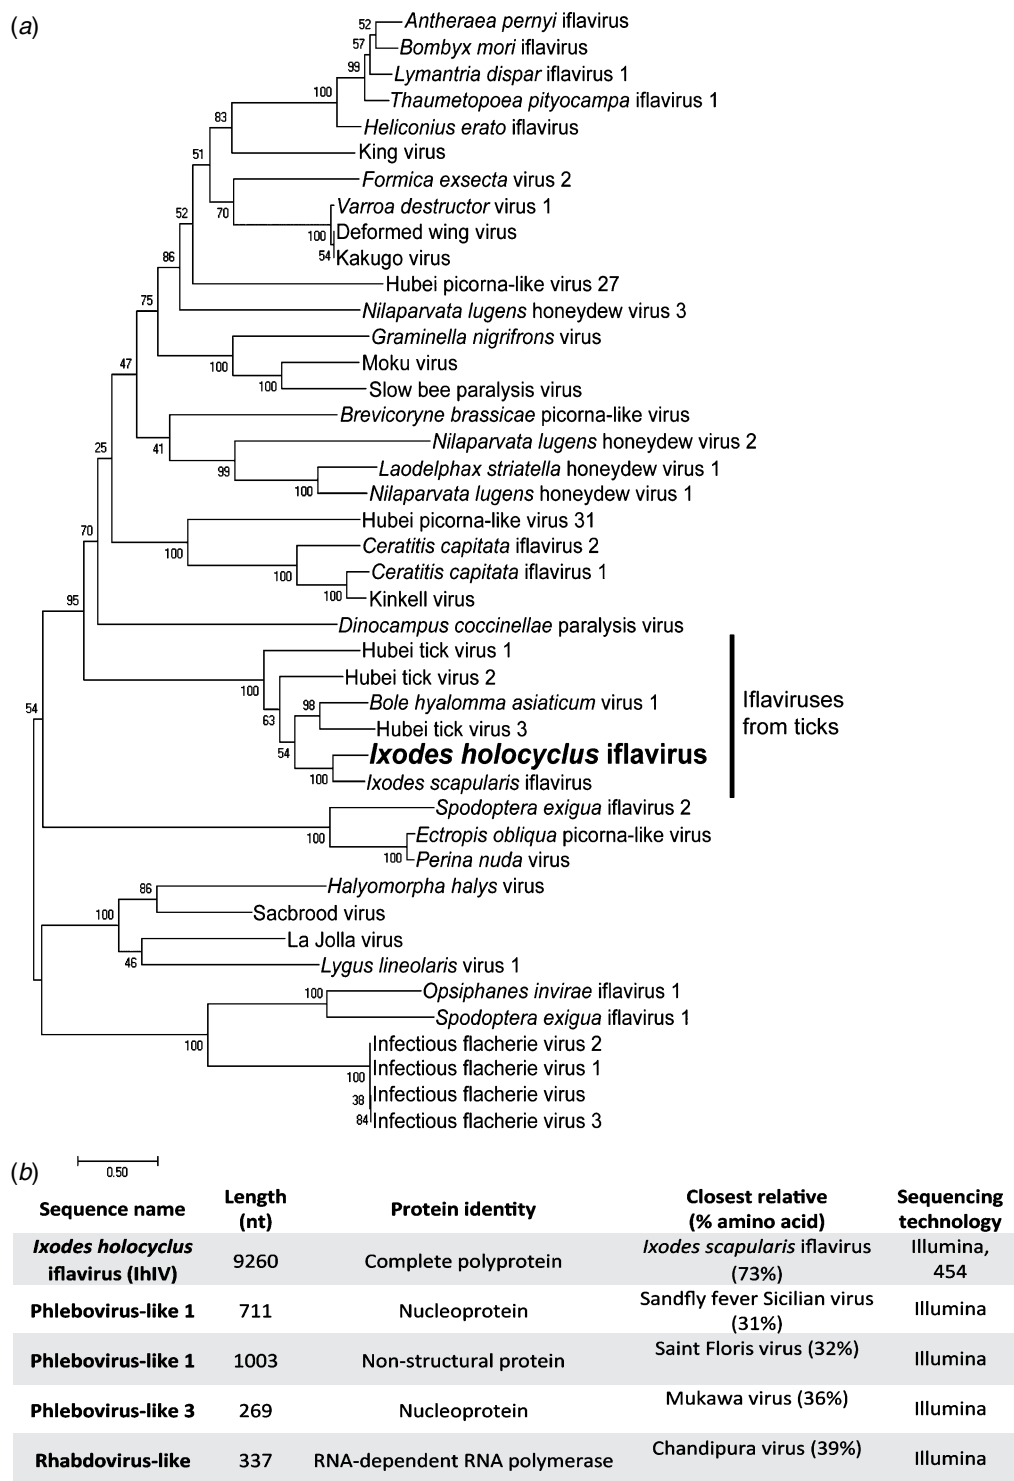 (a)
52
Antheraea pernyi iflavirus
57
Bombyx mori iflavirus
99
Lymantria dispar iflavirus 1
100
Thaumetopoea pityocampa iflavirus 1
83
Heliconius erato iflavirus
51
King virus
Formica exsecta virus 2
70
Varroa destructor virus 1
52
100
Deformed wing virus
54
Kakugo virus
86
Hubei picorna-like virus 27
75
Nilaparvata lugens honeydew virus 3
Graminella nigrifrons virus
100
Moku virus
47
100
Slow bee paralysis virus
Brevicoryne brassicae picorna-like virus
41
Nilaparvata lugens honeydew virus 2
25
99
Laodelphax striatella honeydew virus 1
100
Nilaparvata lugens honeydew virus 1
70
Hubei picorna-like virus 31
100
Ceratitis capitata iflavirus 2
100
Ceratitis capitata iflavirus 1
95
100
Kinkell virus
Dinocampus coccinellae paralysis virus
Hubei tick virus 1
100
Hubei tick virus 2
54
63
98
Bole hyalomma asiaticum virus 1
Iflaviruses
from ticks
Hubei tick virus 3
54
Ixodes holocyclus iflavirus
100
Ixodes scapularis iflavirus
Spodoptera exigua iflavirus 2
100
Ectropis obliqua picorna-like virus
100
Perina nuda virus
86
Halyomorpha halys virus
100
Sacbrood virus
La Jolla virus
46
Lygus lineolaris virus 1
100
Opsiphanes invirae iflavirus 1
Spodoptera exigua iflavirus 1
100
Infectious flacherie virus 2
100
Infectious flacherie virus 1
38
Infectious flacherie virus
84
Infectious flacherie virus 3
0.50
(b)
Sequence name Length (nt) Protein identity Closest relative (% amino acid) Sequencing technology
Ixodes holocyclus iflavirus (IhIV) 9260 Complete polyprotein Ixodes scapularis iflavirus (73%) Illumina, 454
Phlebovirus-like 1 711 Nucleoprotein Sandfly fever Sicilian virus (31%) Illumina
Phlebovirus-like 1 1003 Non-structural protein Saint Floris virus (32%) Illumina
Phlebovirus-like 3 269 Nucleoprotein Mukawa virus (36%) Illumina
Rhabdovirus-like 337 RNA-dependent RNA polymerase Chandipura virus (39%) Illumina